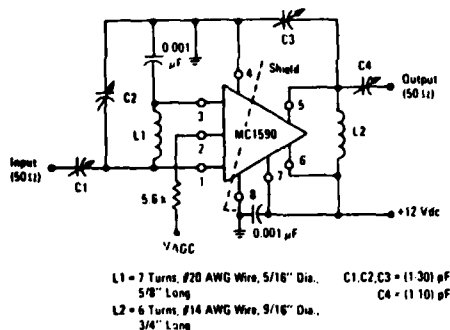 0.001
μF
C3
C4
Shield
Output
(50 Ω)
C2
4
5
3
L1
MC1590
L2
2
6
Input
(50 Ω)
1
7
C1
5.6 k
8
+12 Vdc
0.001 μF
VAGC
L1 = 7 Turns, #20 AWG Wire, 5/16" Dia.,
5/8" Long
L2 = 6 Turns, #14 AWG Wire, 9/16" Dia.,
3/4" Long
C1,C2,C3 = (1-30) pF
C4 = (1-10) pF